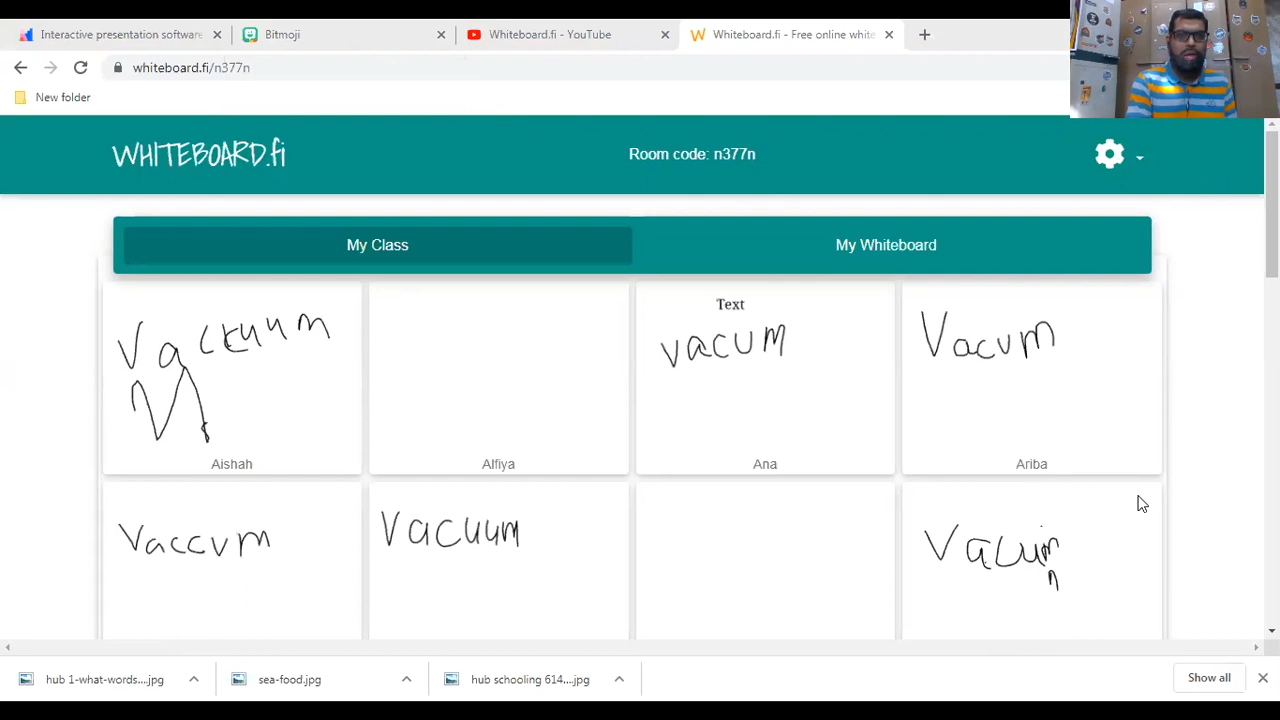 Interactive presentation software
Bitmoji
Whiteboard.fi - YouTube
Whiteboard.fi - Free online white
whiteboard.fi/n377n
New folder
WHITEBOARD.fi
Room code: n377n
My Class
My Whiteboard
Vackuum
Text
vacum
Vacum
Aishah
Alfiya
Ana
Ariba
Vaccum
Vacuum
hub 1-what-words....jpg
sea-food.jpg
hub schooling 614....jpg
Show all